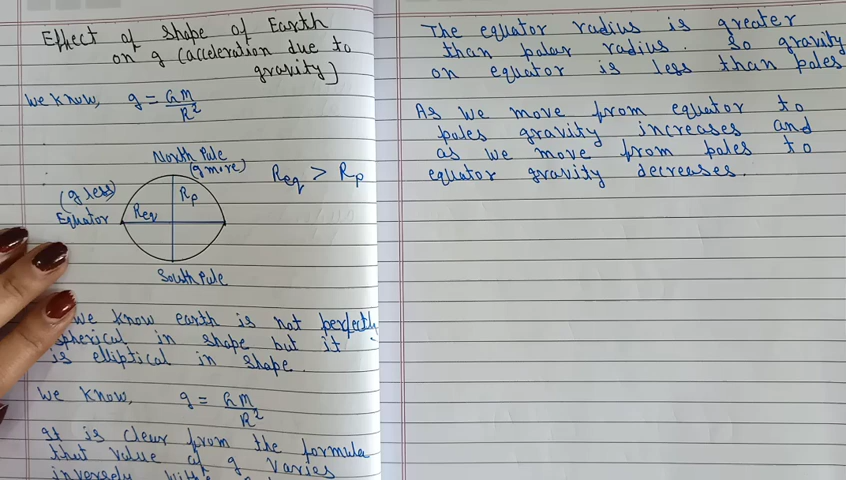 Effect of shape of Earth
on g (acceleration due to
gravity)
We know, g = GM
R²
North Pole
(g more)
(g less)
Equator
Req
Rp
Req > Rp
South Pole
We know earth is not perfectly
spherical in shape but it
is elliptical in shape.
We know, g = GM
R²
It is clear from the formula
that value of g varies
inversely with
The equator radius is greater
than polar radius. So gravity
on equator is less than poles
As we move from equator to
poles gravity increases and
as we move from poles to
equator gravity decreases.